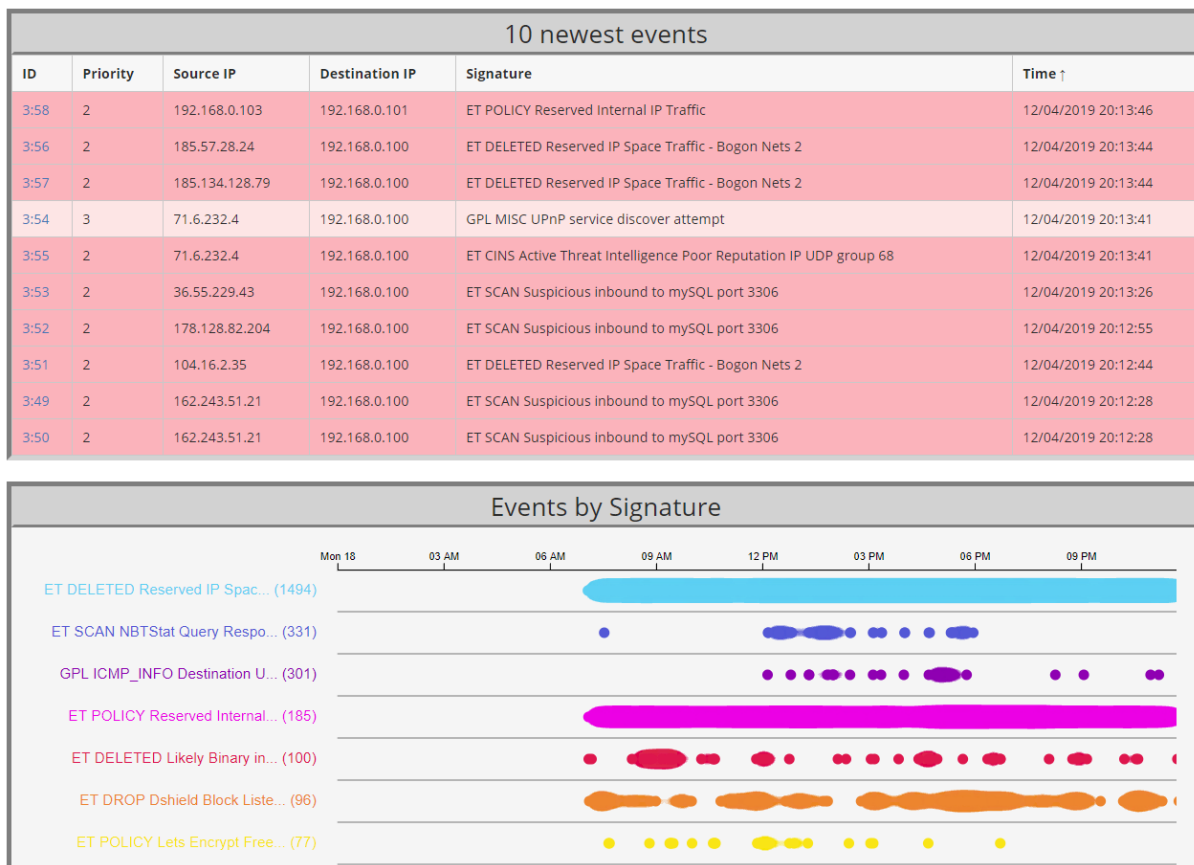 10 newest events
ID Priority Source IP Destination IP Signature Time ↑
3:58 2 192.168.0.103 192.168.0.101 ET POLICY Reserved Internal IP Traffic 12/04/2019 20:13:46
3:56 2 185.57.28.24 192.168.0.100 ET DELETED Reserved IP Space Traffic - Bogon Nets 2 12/04/2019 20:13:44
3:57 2 185.134.128.79 192.168.0.100 ET DELETED Reserved IP Space Traffic - Bogon Nets 2 12/04/2019 20:13:44
3:54 3 71.6.232.4 192.168.0.100 GPL MISC UPnP service discover attempt 12/04/2019 20:13:41
3:55 2 71.6.232.4 192.168.0.100 ET CINS Active Threat Intelligence Poor Reputation IP UDP group 68 12/04/2019 20:13:41
3:53 2 36.55.229.43 192.168.0.100 ET SCAN Suspicious inbound to mySQL port 3306 12/04/2019 20:13:26
3:52 2 178.128.82.204 192.168.0.100 ET SCAN Suspicious inbound to mySQL port 3306 12/04/2019 20:12:55
3:51 2 104.16.2.35 192.168.0.100 ET DELETED Reserved IP Space Traffic - Bogon Nets 2 12/04/2019 20:12:44
3:49 2 162.243.51.21 192.168.0.100 ET SCAN Suspicious inbound to mySQL port 3306 12/04/2019 20:12:28
3:50 2 162.243.51.21 192.168.0.100 ET SCAN Suspicious inbound to mySQL port 3306 12/04/2019 20:12:28
Events by Signature
Mon 18 03 AM 06 AM 09 AM 12 PM 03 PM 06 PM 09 PM
ET DELETED Reserved IP Spac... (1494)
ET SCAN NBTStat Query Respo... (331)
GPL ICMP_INFO Destination U... (301)
ET POLICY Reserved Internal... (185)
ET DELETED Likely Binary in... (100)
ET DROP Dshield Block Liste... (96)
ET POLICY Lets Encrypt Free... (77)